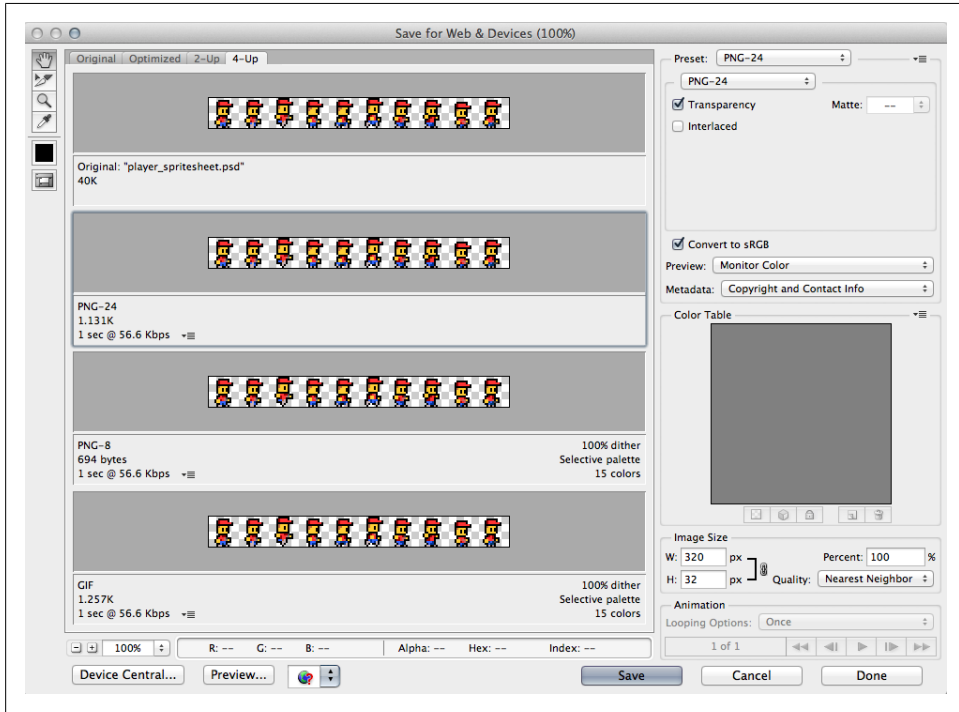 Save for Web & Devices (100%)
Original Optimized 2-Up 4-Up
Original: "player_spritesheet.psd"
40K
PNG-24
1.131K
1 sec @ 56.6 Kbps
PNG-8
694 bytes
1 sec @ 56.6 Kbps
100% dither
Selective palette
15 colors
GIF
1.257K
1 sec @ 56.6 Kbps
100% dither
Selective palette
15 colors
100% R: -- G: -- B: -- Alpha: -- Hex: -- Index: --
Device Central... Preview...
Preset: PNG-24
PNG-24
Transparency Matte: --
Interlaced
Convert to sRGB
Preview: Monitor Color
Metadata: Copyright and Contact Info
Color Table
Image Size
W: 320 px Percent: 100 %
H: 32 px Quality: Nearest Neighbor
Animation
Looping Options: Once
1 of 1
Save Cancel Done